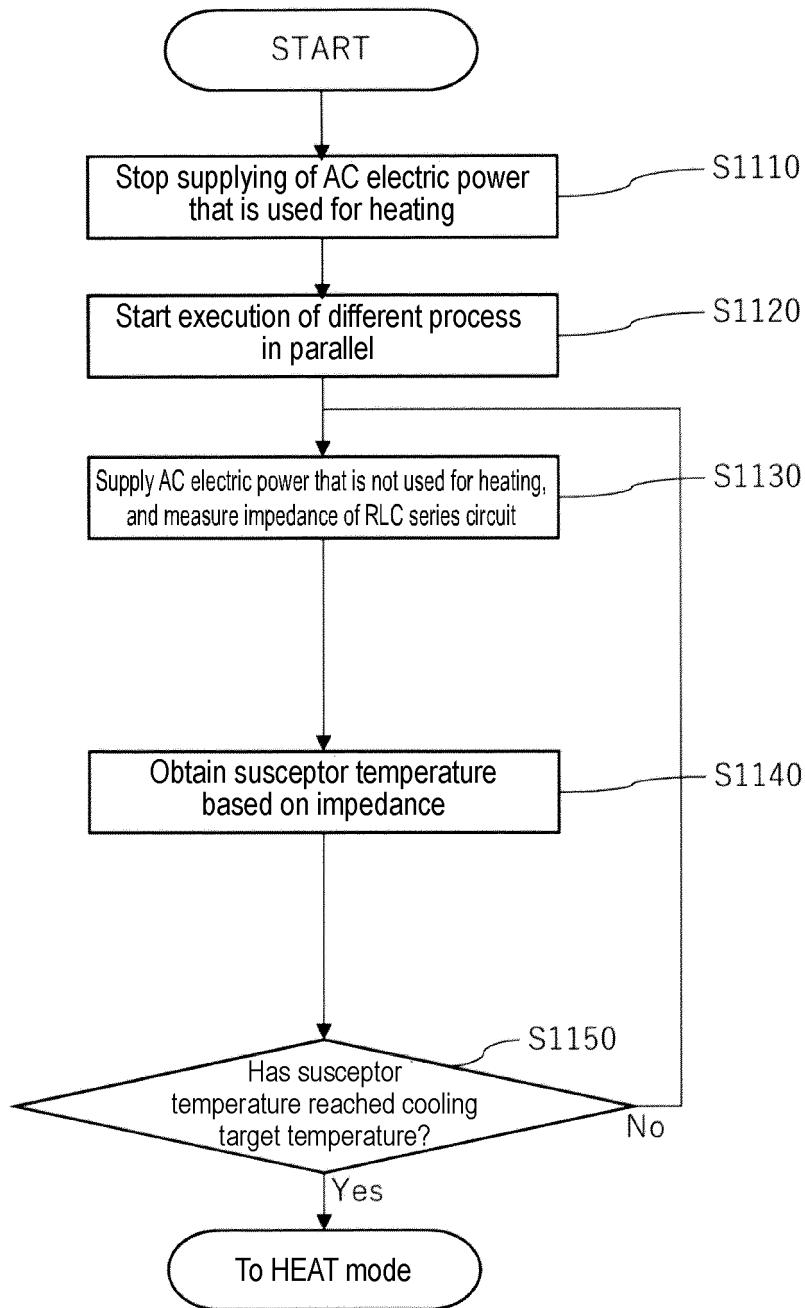 START
Stop supplying of AC electric power
that is used for heating
S1110
Start execution of different process
in parallel
S1120
Supply AC electric power that is not used for heating,
and measure impedance of RLC series circuit
S1130
Obtain susceptor temperature
based on impedance
S1140
S1150
Has susceptor
temperature reached cooling
target temperature?
No
Yes
To HEAT mode